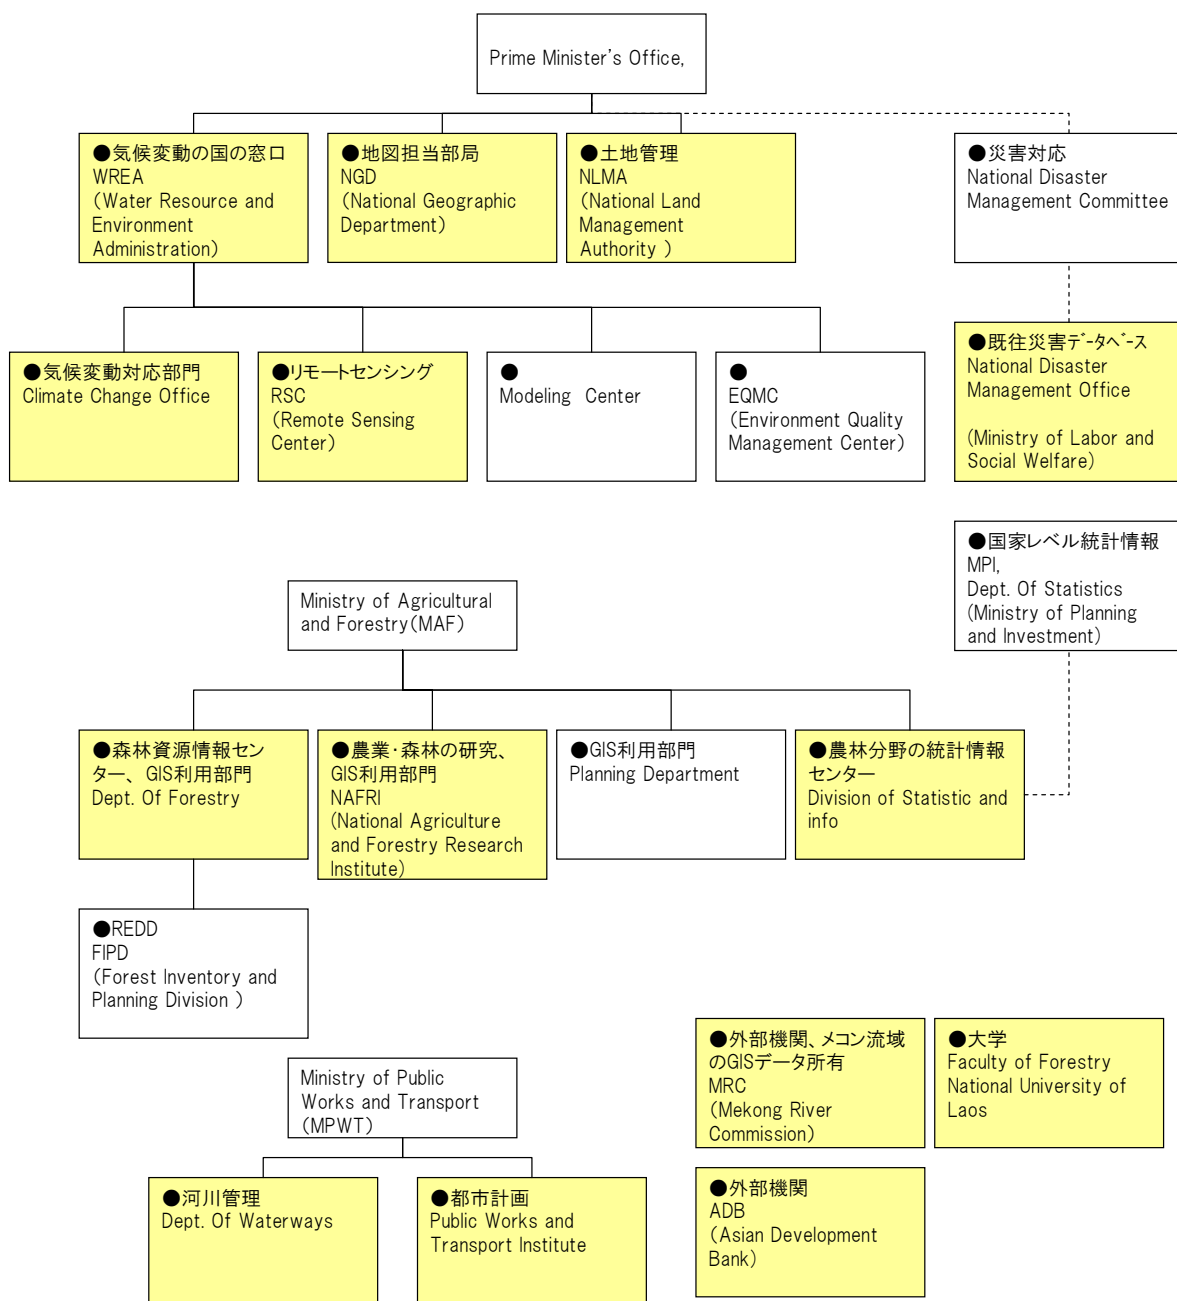 Prime Minister's Office,
●気候変動の国の窓口
WREA
(Water Resource and
Environment
Administration)
●地図担当部局
NGD
(National Geographic
Department)
●土地管理
NLMA
(National Land
Management
Authority )
●災害対応
National Disaster
Management Committee
●気候変動対応部門
Climate Change Office
●リモートセンシング
RSC
(Remote Sensing
Center)
●
Modeling Center
●
EQMC
(Environment Quality
Management Center)
●既往災害ﾃﾞｰﾀﾍﾞｰｽ
National Disaster
Management Office
(Ministry of Labor and
Social Welfare)
●国家レベル統計情報
MPI,
Dept. Of Statistics
(Ministry of Planning
and Investment)
Ministry of Agricultural
and Forestry(MAF)
●森林資源情報セン
ター、 GIS利用部門
Dept. Of Forestry
●農業・森林の研究、
GIS利用部門
NAFRI
(National Agriculture
and Forestry Research
Institute)
●GIS利用部門
Planning Department
●農林分野の統計情報
センター
Division of Statistic and
info
●REDD
FIPD
(Forest Inventory and
Planning Division )
Ministry of Public
Works and Transport
(MPWT)
●河川管理
Dept. Of Waterways
●都市計画
Public Works and
Transport Institute
●外部機関、メコン流域
のGISデータ所有
MRC
(Mekong River
Commission)
●大学
Faculty of Forestry
National University of
Laos
●外部機関
ADB
(Asian Development
Bank)